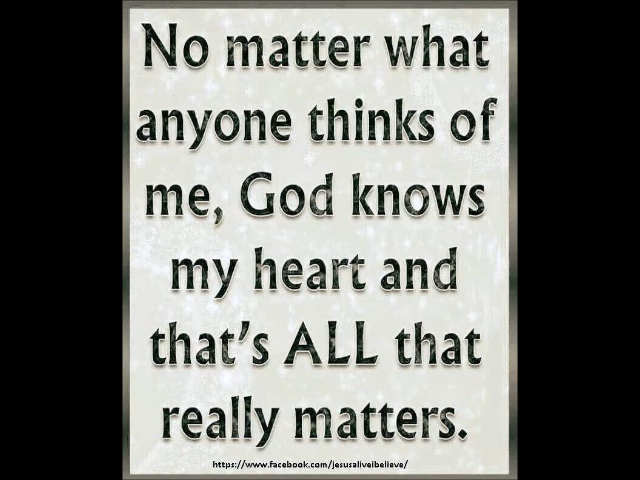 No matter what
anyone thinks of
me, God knows
my heart and
that's ALL that
really matters.
https://www.facebook.com/jesusaliveibelieve/